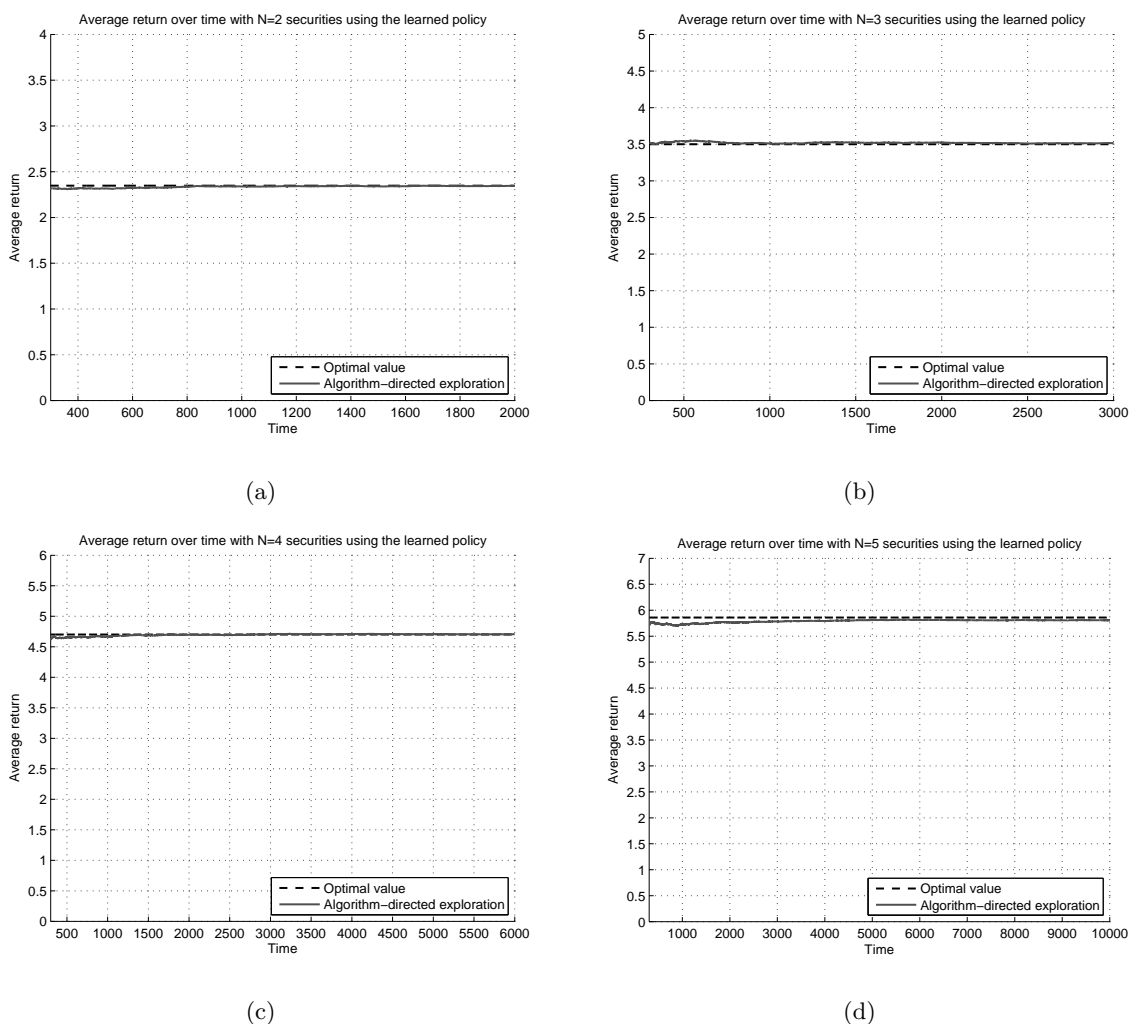 Average return over time with N=2 securities using the learned policy
4
3.5
3
2.5
2
1.5
1
0.5
0
Average return
400 600 800 1000 1200 1400 1600 1800 2000
Time
Optimal value
Algorithm-directed exploration
(a)
Average return over time with N=3 securities using the learned policy
5
4.5
4
3.5
3
2.5
2
1.5
1
0.5
0
Average return
500 1000 1500 2000 2500 3000
Time
Optimal value
Algorithm-directed exploration
(b)
Average return over time with N=4 securities using the learned policy
6
5.5
5
4.5
4
3.5
3
2.5
2
1.5
1
0.5
0
Average return
500 1000 1500 2000 2500 3000 3500 4000 4500 5000 5500 6000
Time
Optimal value
Algorithm-directed exploration
(c)
Average return over time with N=5 securities using the learned policy
7
6.5
6
5.5
5
4.5
4
3.5
3
2.5
2
1.5
1
0.5
0
Average return
1000 2000 3000 4000 5000 6000 7000 8000 9000 10000
Time
Optimal value
Algorithm-directed exploration
(d)